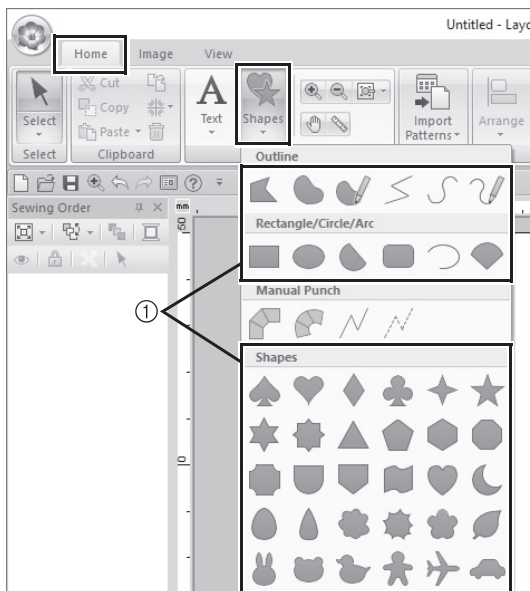 Untitled - Layo
Home Image View
Select Cut Copy Paste Text Shapes Import Patterns Arrange
Select Clipboard
Outline
Sewing Order
mm
50
Rectangle/Circle/Arc
①
Manual Punch
Shapes
0